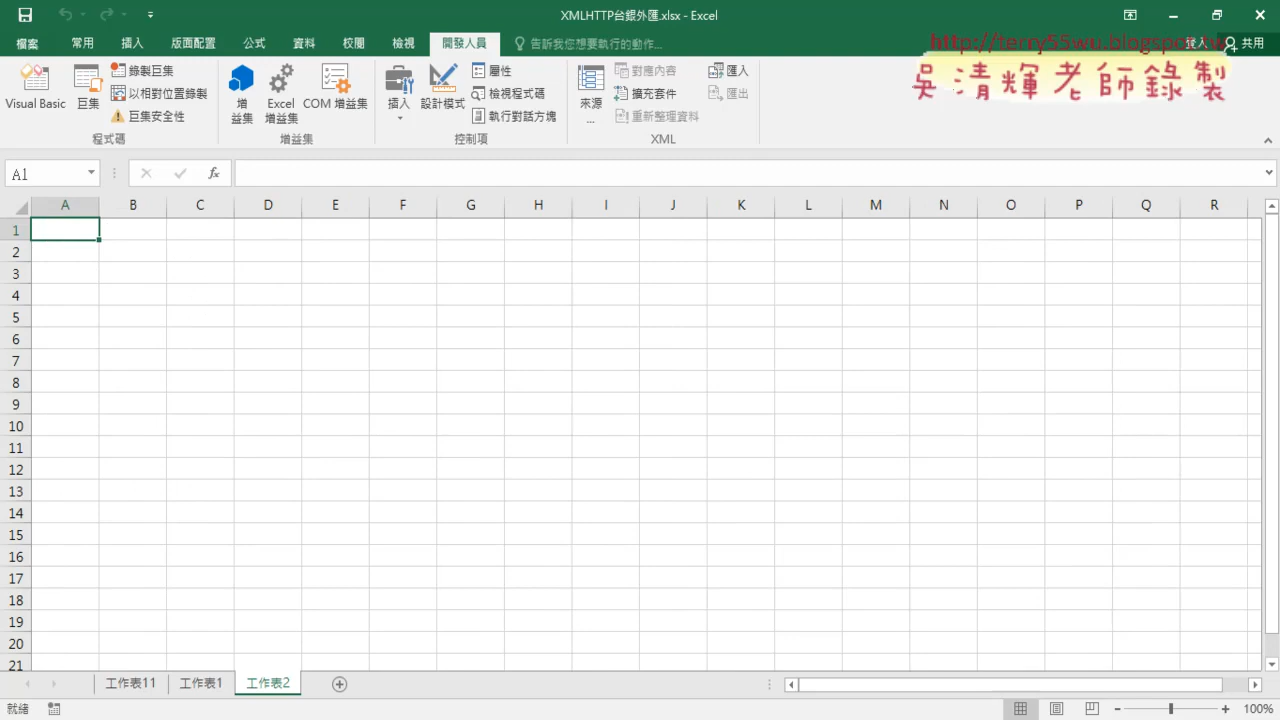 XMLHTTP台銀外匯.xlsx - Excel
檔案 常用 插入 版面配置 公式 資料 校閱 檢視 開發人員 告訴我您想要執行的動作... 共用
http://terry55wu.blogspot.tw
吳清輝老師錄製
Visual Basic 巨集 錄製巨集 以相對位置錄製 巨集安全性
增益集 Excel 增益集 COM 增益集
插入 設計模式 屬性 檢視程式碼 執行對話方塊
來源... 對應內容 擴充套件 重新整理資料 匯入 匯出
程式碼 增益集 控制項 XML
A1 fx
A B C D E F G H I J K L M N O P Q R
1
2
3
4
5
6
7
8
9
10
11
12
13
14
15
16
17
18
19
20
21
工作表11 工作表1 工作表2
就緒 100%